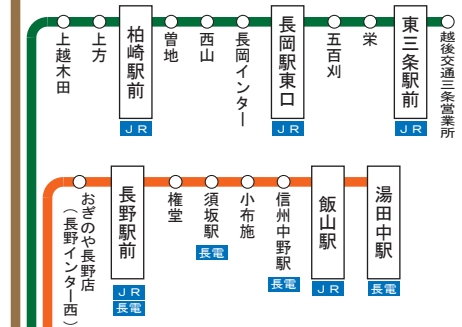 上越木田
上方
柏崎駅前
JR
曽地
西山
長岡インター
長岡駅東口
JR
五百刈
栄
東三条駅前
JR
越後交通三条営業所
おぎのや長野店
（長野インター西）
長野駅前
JR
長電
権堂
須坂駅
長電
小布施
信州中野駅
長電
飯山駅
JR
湯田中駅
長電